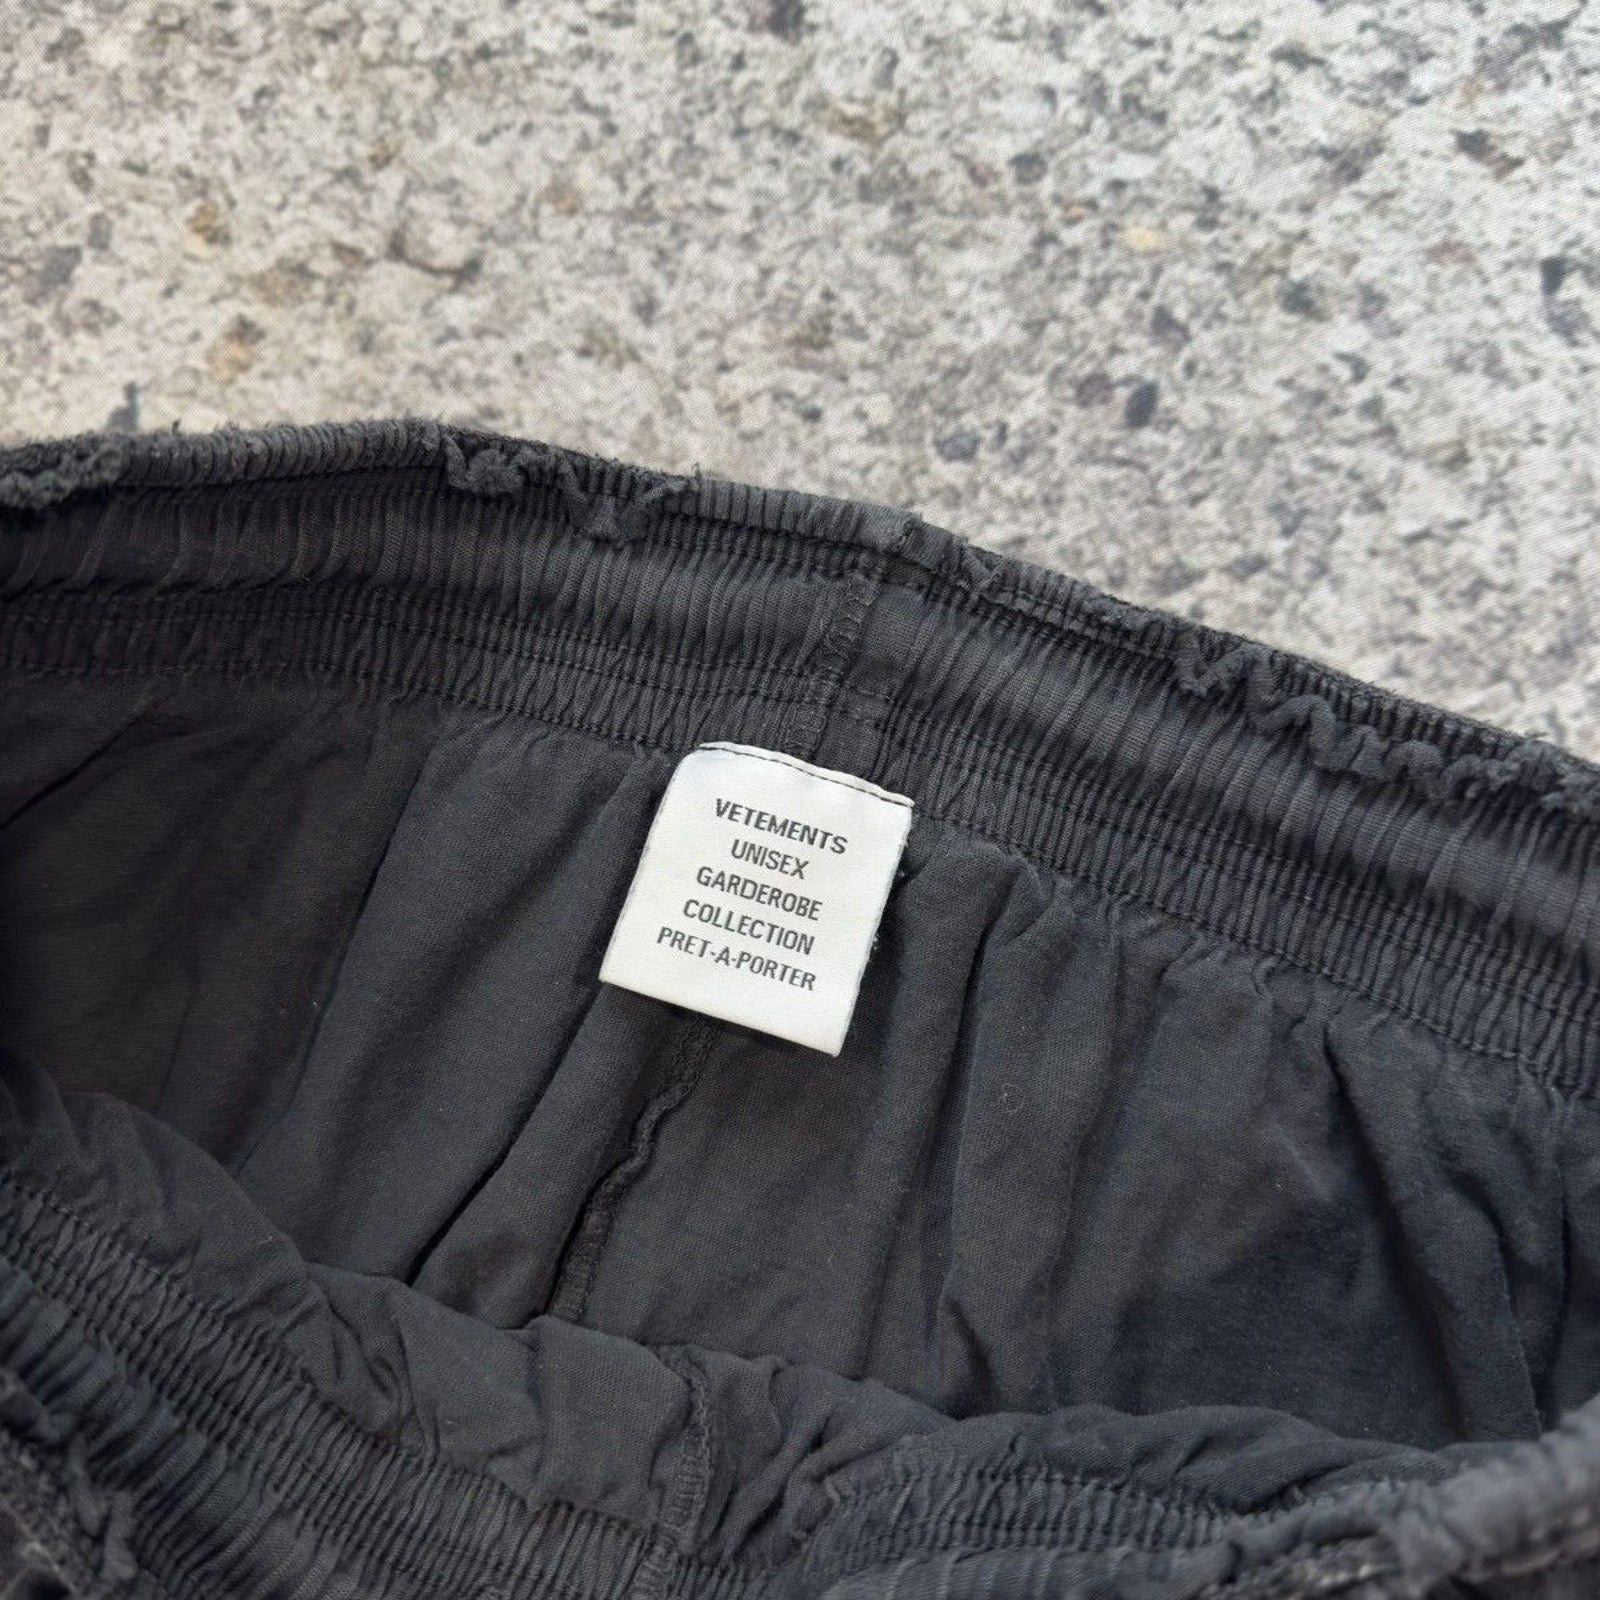 VETEMENTS
UNISEX
GARDEROBE
COLLECTION
PRET-A-PORTER